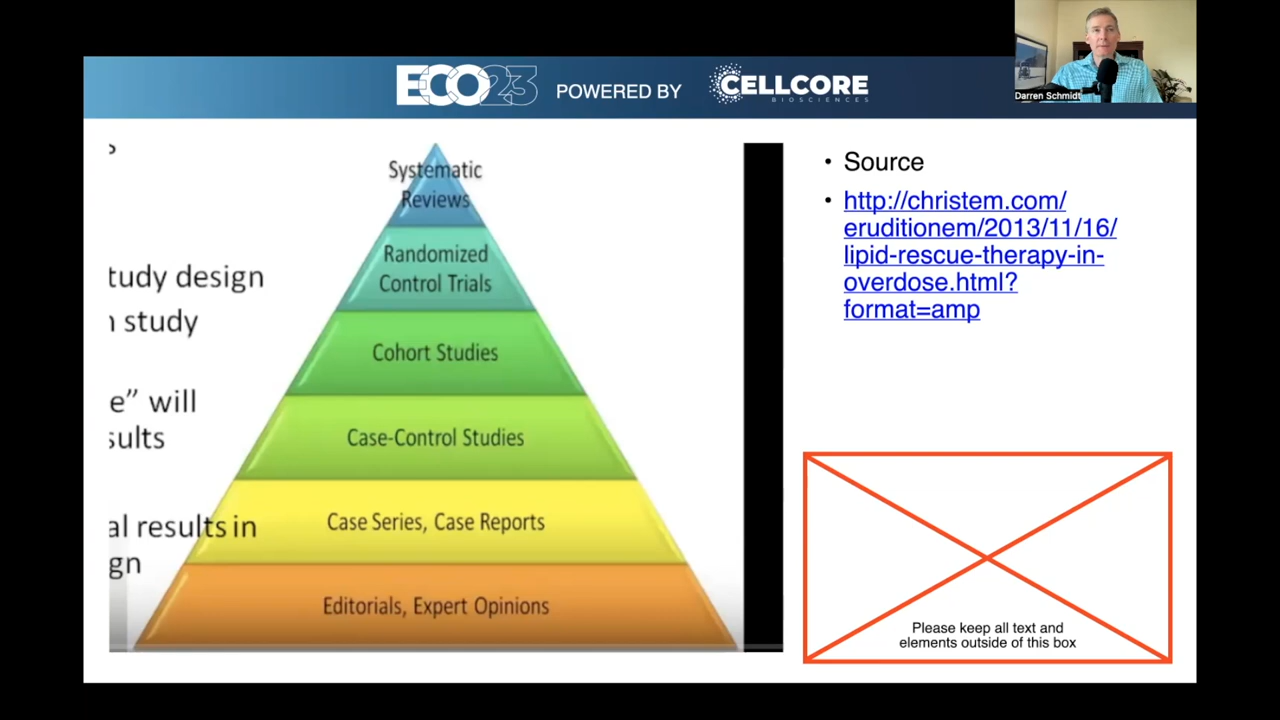 ECO23 POWERED BY CELLCORE
BIOSCIENCES
Darren Schmidt
tudy design
study
e” will
sults
al results in
gn
Systematic
Reviews
Randomized
Control Trials
Cohort Studies
Case-Control Studies
Case Series, Case Reports
Editorials, Expert Opinions
• Source
• http://christem.com/
eruditionem/2013/11/16/
lipid-rescue-therapy-in-
overdose.html?
format=amp
Please keep all text and
elements outside of this box